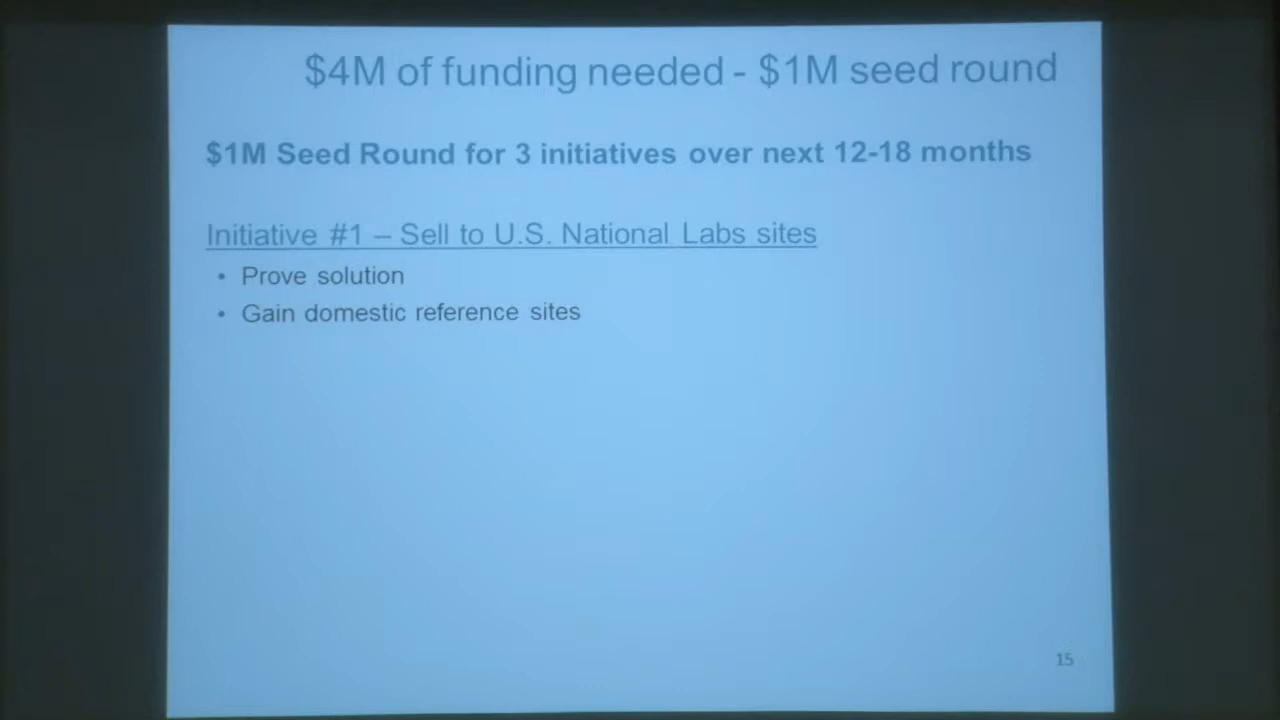 $4M of funding needed - $1M seed round
$1M Seed Round for 3 initiatives over next 12-18 months
Initiative #1 – Sell to U.S. National Labs sites
• Prove solution
• Gain domestic reference sites
15